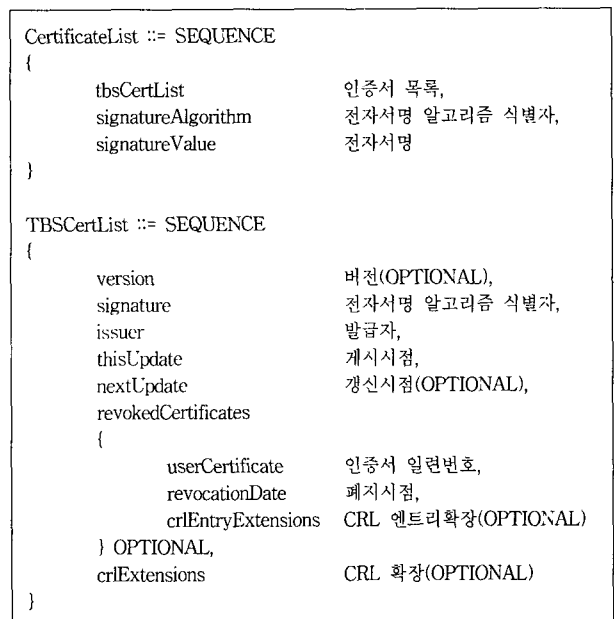 CertificateList ::= SEQUENCE
{
tbsCertList 인증서 목록,
signatureAlgorithm 전자서명 알고리즘 식별자,
signatureValue 전자서명
}
TBSCertList ::= SEQUENCE
{
version 버전(OPTIONAL),
signature 전자서명 알고리즘 식별자,
issuer 발급자,
thisUpdate 게시시점,
nextUpdate 갱신시점(OPTIONAL),
revokedCertificates
{
userCertificate 인증서 일련번호,
revocationDate 폐지시점,
crlEntryExtensions CRL 엔트리확장(OPTIONAL)
} OPTIONAL,
crlExtensions CRL 확장(OPTIONAL)
}